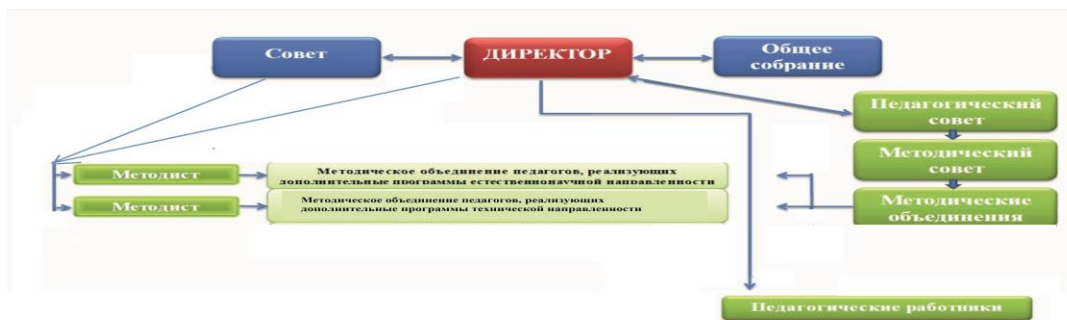 Совет
ДИРЕКТОР
Общее
собрание
Педагогический
совет
Методический
совет
Методические
объединения
Методист
Методическое объединение педагогов, реализующих
дополнительные программы естественнонаучной направленности
Методист
Методическое объединение педагогов, реализующих
дополнительные программы технической направленности
Педагогические работники